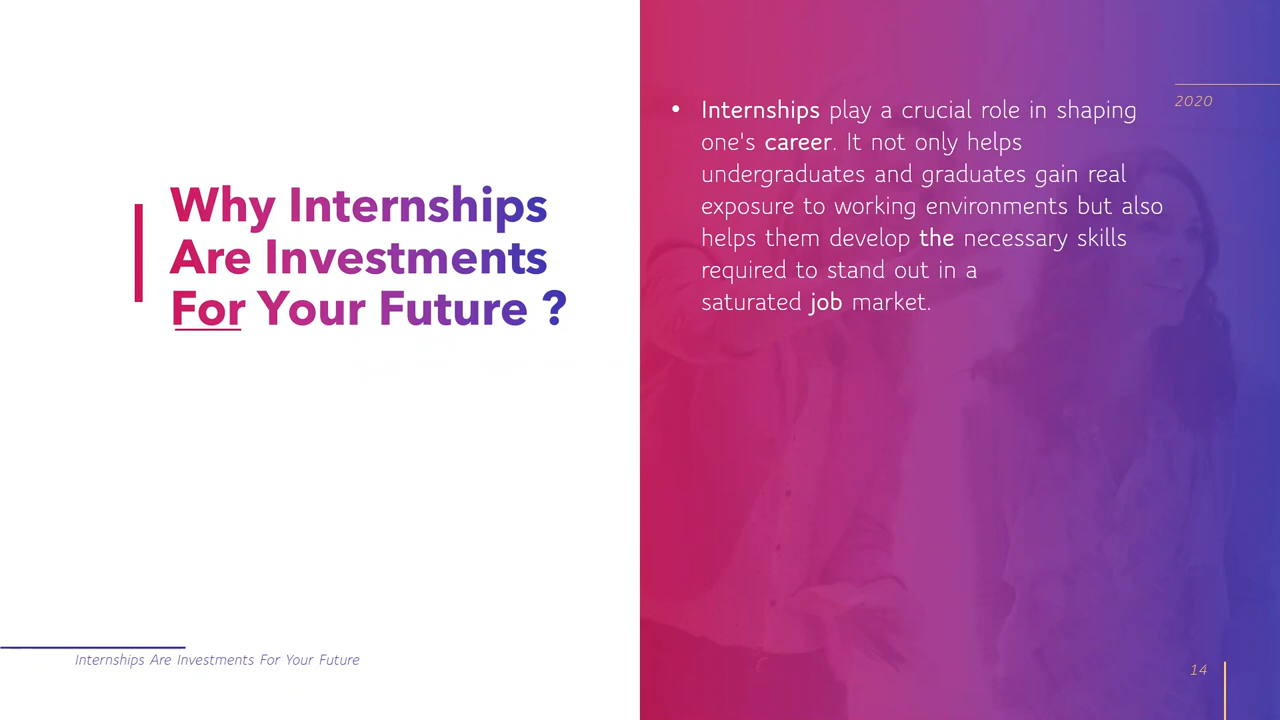 Why Internships
Are Investments
For Your Future ?
2020
• Internships play a crucial role in shaping
one's career. It not only helps
undergraduates and graduates gain real
exposure to working environments but also
helps them develop the necessary skills
required to stand out in a
saturated job market.
Internships Are Investments For Your Future
14